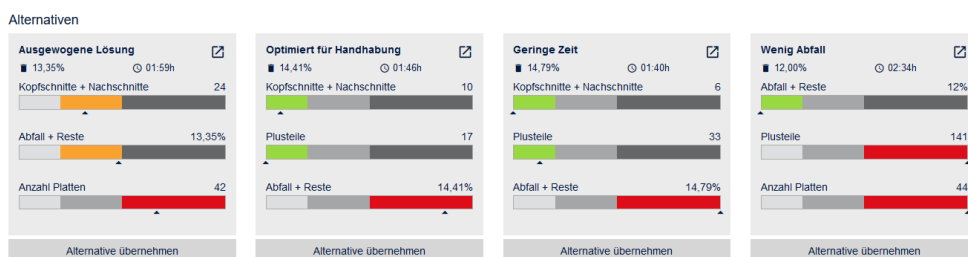 Alternativen
Ausgewogene Lösung
13,35% 01:59h
Kopfschnitte + Nachschnitte 24
Abfall + Reste 13,35%
Anzahl Platten 42
Alternative übernehmen
Optimiert für Handhabung
14,41% 01:46h
Kopfschnitte + Nachschnitte 10
Plusteile 17
Abfall + Reste 14,41%
Alternative übernehmen
Geringe Zeit
14,79% 01:40h
Kopfschnitte + Nachschnitte 6
Plusteile 33
Abfall + Reste 14,79%
Alternative übernehmen
Wenig Abfall
12,00% 02:34h
Abfall + Reste 12%
Plusteile 141
Anzahl Platten 44
Alternative übernehmen